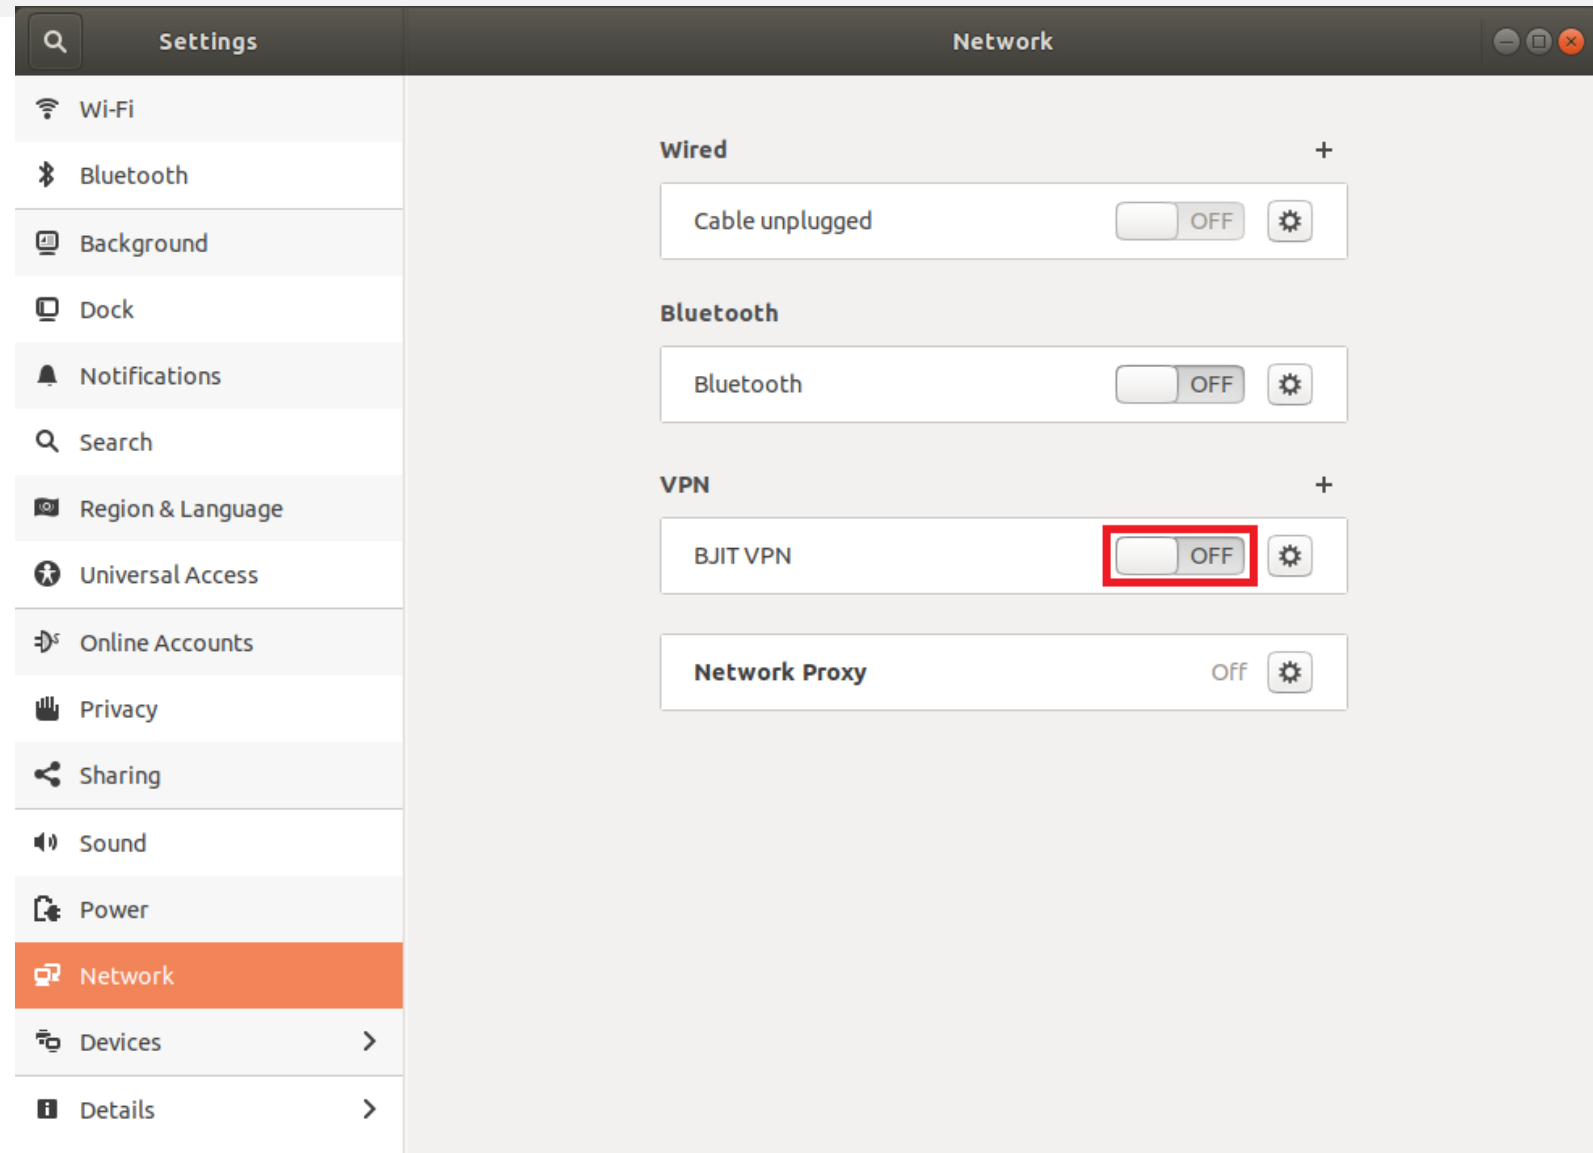 Settings
Network
Wi-Fi
Bluetooth
Background
Dock
Notifications
Search
Region & Language
Universal Access
Online Accounts
Privacy
Sharing
Sound
Power
Network
Devices
Details
Wired
Cable unplugged OFF
Bluetooth
Bluetooth OFF
VPN
BJIT VPN OFF
Network Proxy Off